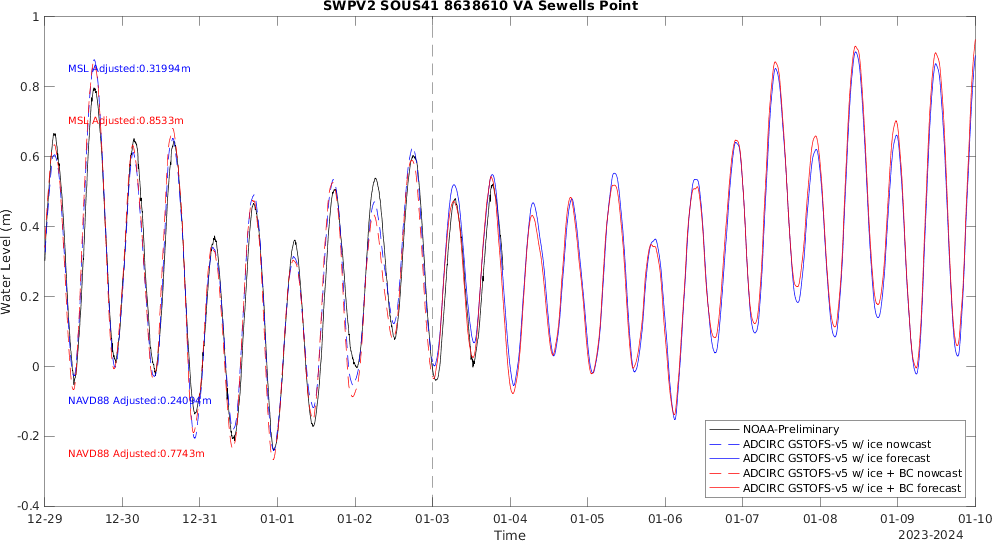 SWPV2 SOUS41 8638610 VA Sewells Point
Water Level (m)
1
0.8
0.6
0.4
0.2
0
-0.2
-0.4
MSL Adjusted:0.31994m
MSL Adjusted:0.8533m
NAVD88 Adjusted:0.24094m
NAVD88 Adjusted:0.7743m
NOAA-Preliminary
ADCIRC GSTOFS-v5 w/ ice nowcast
ADCIRC GSTOFS-v5 w/ ice forecast
ADCIRC GSTOFS-v5 w/ ice + BC nowcast
ADCIRC GSTOFS-v5 w/ ice + BC forecast
12-29 12-30 12-31 01-01 01-02 01-03 01-04 01-05 01-06 01-07 01-08 01-09 01-10
Time
2023-2024